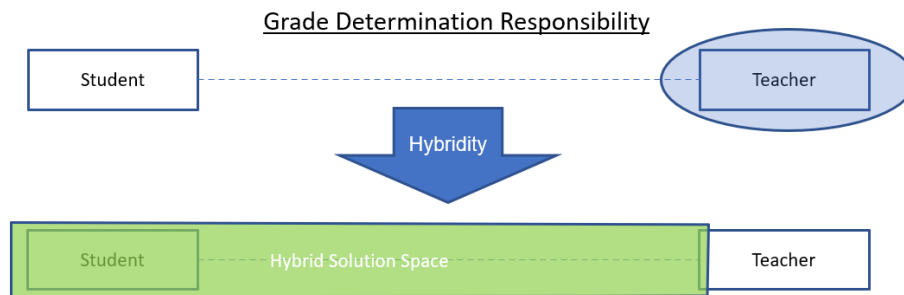 Grade Determination Responsibility
Student
Teacher
Hybridity
Student
Hybrid Solution Space
Teacher